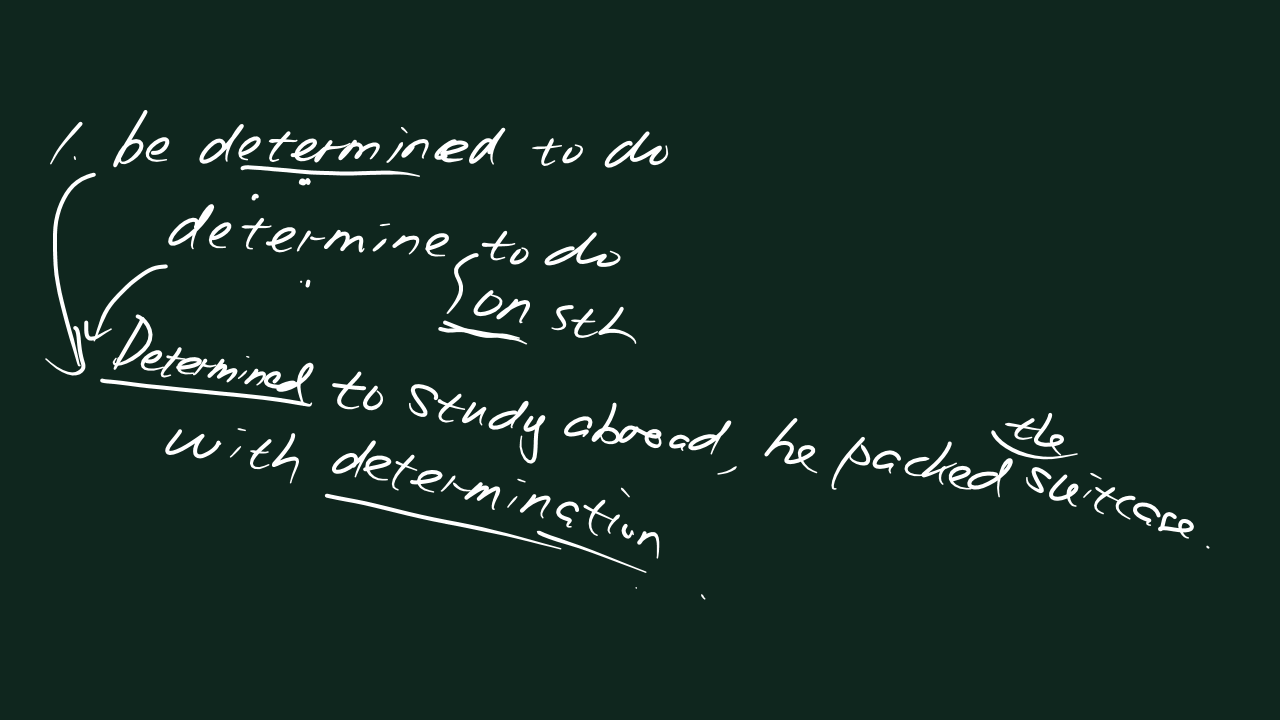 1. be determined to do
determine to do
on sth
Determined to study abroad, he packed the suitcase.
with determination